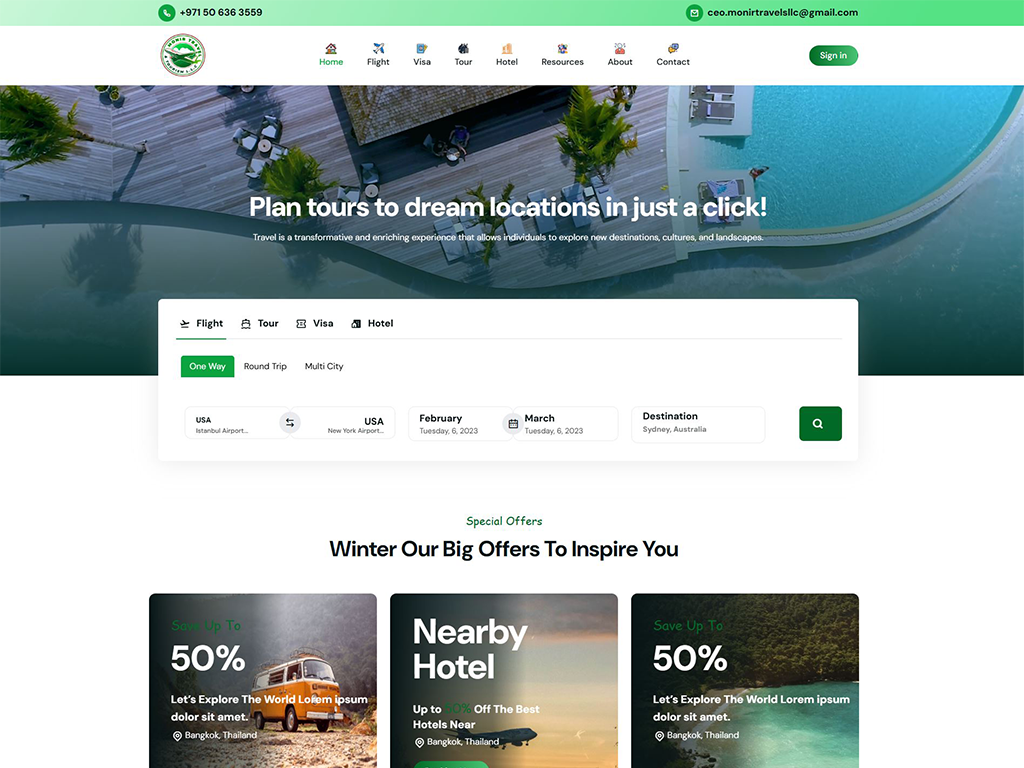 +971 50 636 3559
ceo.monirtravelsllc@gmail.com
MONIR TRAVEL
Home
Flight
Visa
Tour
Hotel
Resources
About
Contact
Sign in
Plan tours to dream locations in just a click!
Travel is a transformative and enriching experience that allows individuals to explore new destinations, cultures, and landscapes.
Flight
Tour
Visa
Hotel
One Way
Round Trip
Multi City
USA
Istanbul Airport...
USA
New York Airport...
February
Tuesday, 6, 2023
March
Tuesday, 6, 2023
Destination
Sydney, Australia
Special Offers
Winter Our Big Offers To Inspire You
Save Up To
50%
Let's Explore The World Lorem ipsum
dolor sit amet.
Bangkok, Thailand
Nearby
Hotel
Up to 50% Off The Best
Hotels Near
Bangkok, Thailand
Save Up To
50%
Let's Explore The World Lorem ipsum
dolor sit amet.
Bangkok, Thailand